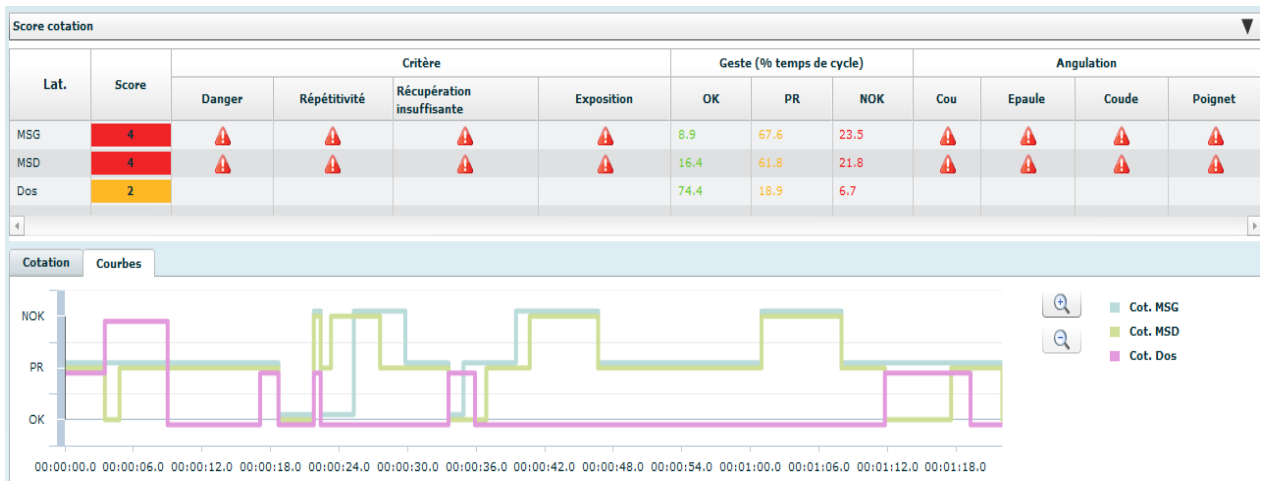 Score cotation
Critère Geste (% temps de cycle) Angulation
Lat. Score Danger Répétitivité Récupération insuffisante Exposition OK PR NOK Cou Epaule Coude Poignet
MSG 4 8.9 67.6 23.5
MSD 4 16.4 61.8 21.8
Dos 2 74.4 18.9 6.7
Cotation Courbes
NOK
PR
OK
Cot. MSG
Cot. MSD
Cot. Dos
00:00:00.0 00:00:06.0 00:00:12.0 00:00:18.0 00:00:24.0 00:00:30.0 00:00:36.0 00:00:42.0 00:00:48.0 00:00:54.0 00:01:00.0 00:01:06.0 00:01:12.0 00:01:18.0